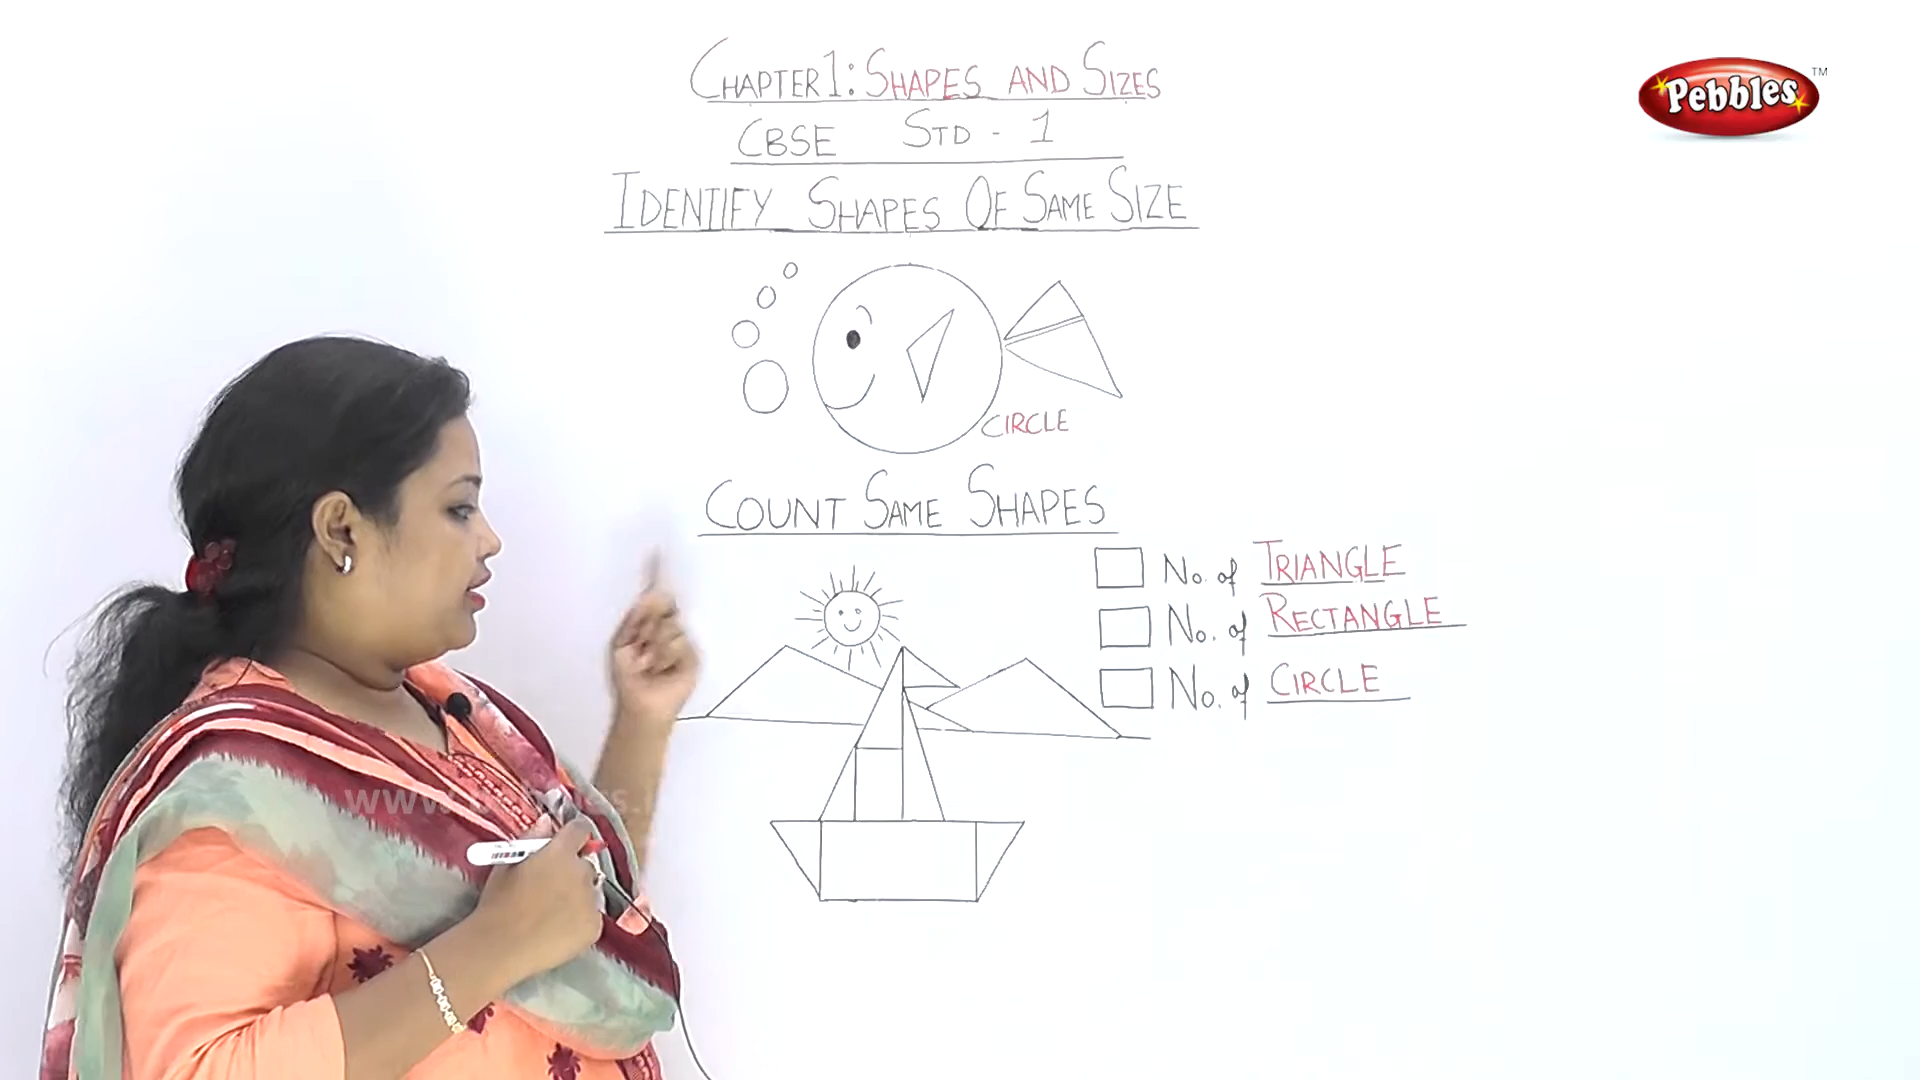 CHAPTER 1: SHAPES AND SIZES
CBSE STD - 1
IDENTIFY SHAPES OF SAME SIZE
CIRCLE
COUNT SAME SHAPES
No. of TRIANGLE
No. of RECTANGLE
No. of CIRCLE
Pebbles TM